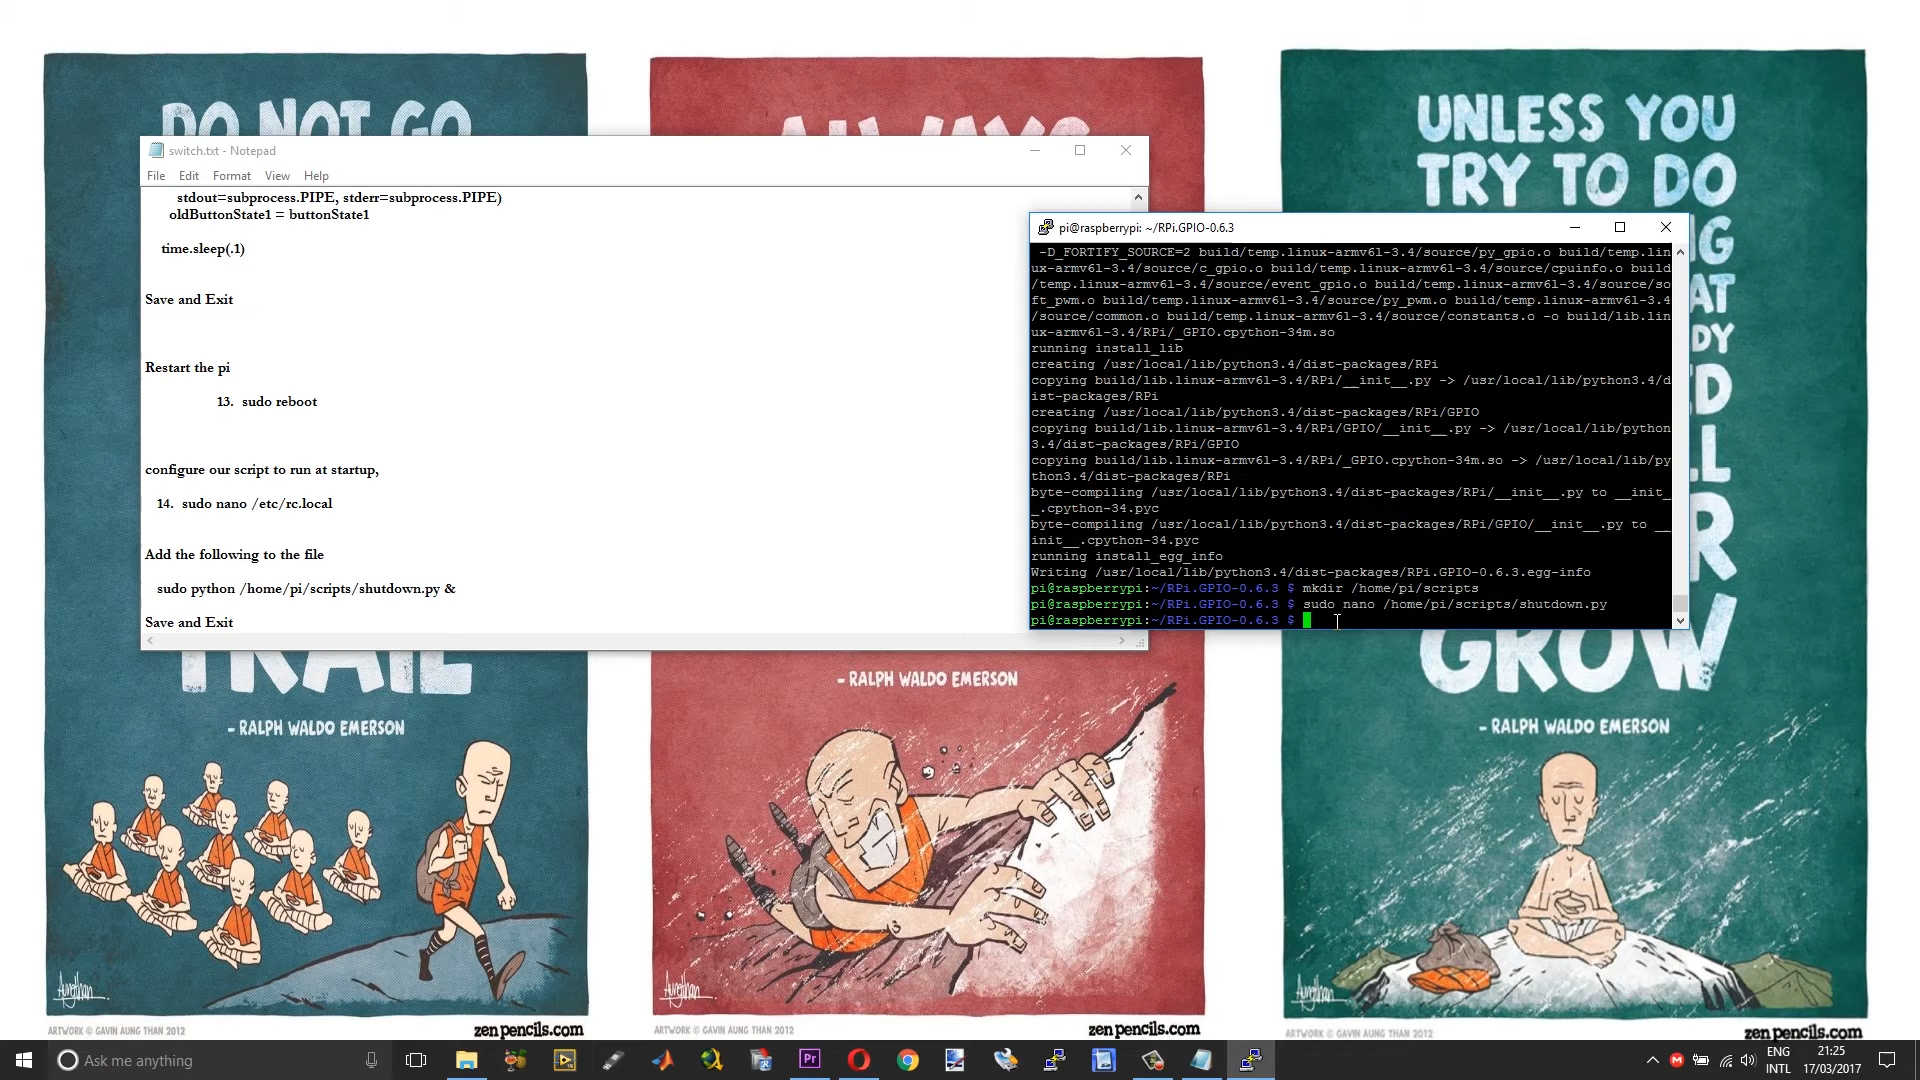 DO NOT GO
TRAIL
- RALPH WALDO EMERSON
ARTWORK © GAVIN AUNG THAN 2012
zenpencils.com
ALWAYS
- RALPH WALDO EMERSON
ARTWORK © GAVIN AUNG THAN 2012
zenpencils.com
UNLESS YOU
TRY TO DO
GROW
- RALPH WALDO EMERSON
ARTWORK © GAVIN AUNG THAN 2012
zenpencils.com
switch.txt - Notepad
File Edit Format View Help
stdout=subprocess.PIPE, stderr=subprocess.PIPE)
oldButtonState1 = buttonState1
time.sleep(.1)
Save and Exit
Restart the pi
13. sudo reboot
configure our script to run at startup,
14. sudo nano /etc/rc.local
Add the following to the file
sudo python /home/pi/scripts/shutdown.py &
Save and Exit
pi@raspberrypi: ~/RPi.GPIO-0.6.3
-D_FORTIFY_SOURCE=2 build/temp.linux-armv6l-3.4/source/py_gpio.o build/temp.lin
ux-armv6l-3.4/source/c_gpio.o build/temp.linux-armv6l-3.4/source/cpuinfo.o build
/temp.linux-armv6l-3.4/source/event_gpio.o build/temp.linux-armv6l-3.4/source/so
ft_pwm.o build/temp.linux-armv6l-3.4/source/py_pwm.o build/temp.linux-armv6l-3.4
/source/common.o build/temp.linux-armv6l-3.4/source/constants.o -o build/lib.lin
ux-armv6l-3.4/RPi/_GPIO.cpython-34m.so
running install_lib
creating /usr/local/lib/python3.4/dist-packages/RPi
copying build/lib.linux-armv6l-3.4/RPi/__init__.py -> /usr/local/lib/python3.4/d
ist-packages/RPi
creating /usr/local/lib/python3.4/dist-packages/RPi/GPIO
copying build/lib.linux-armv6l-3.4/RPi/GPIO/__init__.py -> /usr/local/lib/python
3.4/dist-packages/RPi/GPIO
copying build/lib.linux-armv6l-3.4/RPi/_GPIO.cpython-34m.so -> /usr/local/lib/py
thon3.4/dist-packages/RPi
byte-compiling /usr/local/lib/python3.4/dist-packages/RPi/__init__.py to __init_
_.cpython-34.pyc
byte-compiling /usr/local/lib/python3.4/dist-packages/RPi/GPIO/__init__.py to __
init__.cpython-34.pyc
running install_egg_info
Writing /usr/local/lib/python3.4/dist-packages/RPi.GPIO-0.6.3.egg-info
pi@raspberrypi:~/RPi.GPIO-0.6.3 $ mkdir /home/pi/scripts
pi@raspberrypi:~/RPi.GPIO-0.6.3 $ sudo nano /home/pi/scripts/shutdown.py
pi@raspberrypi:~/RPi.GPIO-0.6.3 $
Ask me anything
Pr
ENG
INTL
21:25
17/03/2017